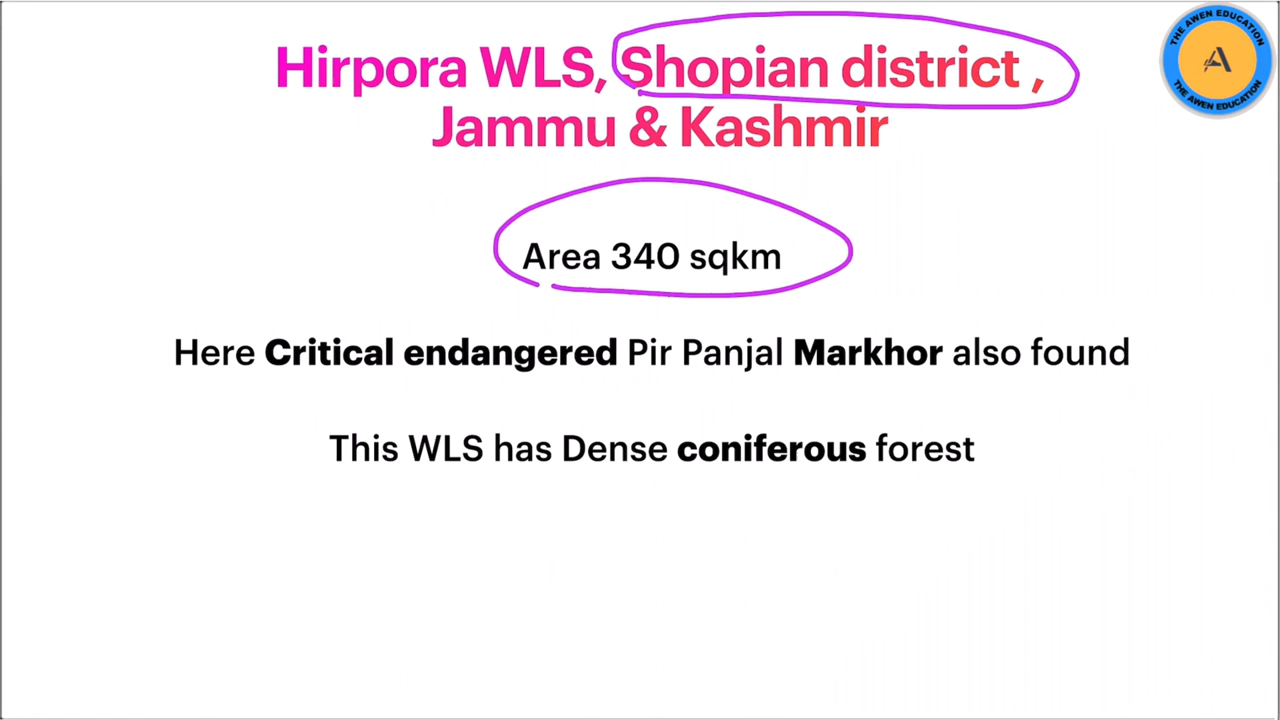 Hirpora WLS, Shopian district ,
Jammu & Kashmir
Area 340 sqkm
Here Critical endangered Pir Panjal Markhor also found
This WLS has Dense coniferous forest
THE AWEN EDUCATION
A
THE AWEN EDUCATION